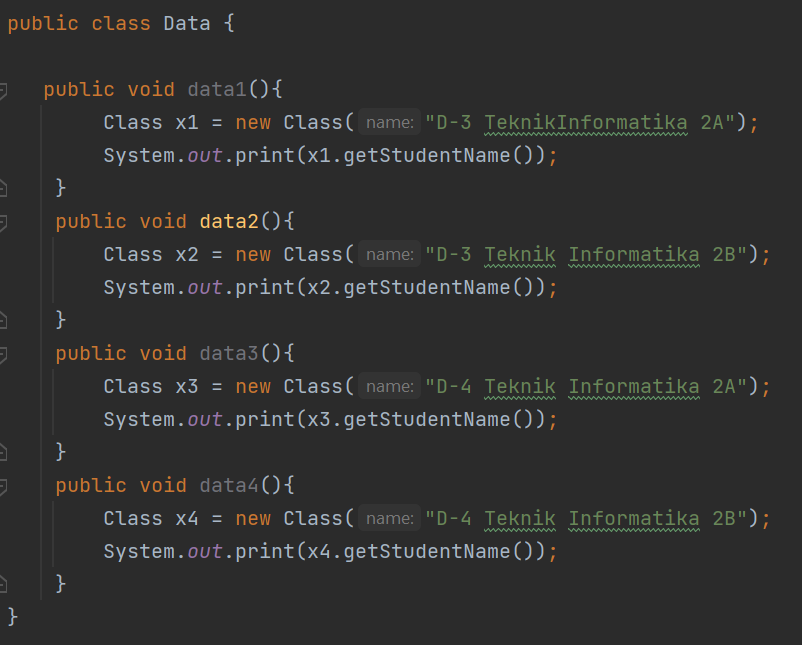 public class Data {
public void data1(){
Class x1 = new Class( name: "D-3 TeknikInformatika 2A");
System.out.print(x1.getStudentName());
}
public void data2(){
Class x2 = new Class( name: "D-3 Teknik Informatika 2B");
System.out.print(x2.getStudentName());
}
public void data3(){
Class x3 = new Class( name: "D-4 Teknik Informatika 2A");
System.out.print(x3.getStudentName());
}
public void data4(){
Class x4 = new Class( name: "D-4 Teknik Informatika 2B");
System.out.print(x4.getStudentName());
}
}